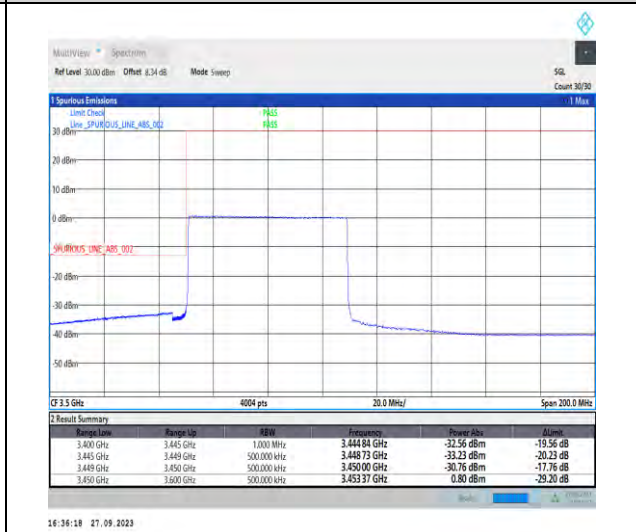 MultiView Spectrum
Ref Level 30.00 dBm Offset 8.34 dB Mode Sweep SGL
Count 30/30
1 Spurious Emissions 1 Max
Limit Check PASS
Line _SPURIOUS_LINE_ABS_002 PASS
30 dBm
20 dBm
10 dBm
0 dBm
_SPURIOUS_LINE_ABS_002
-20 dBm
-30 dBm
-40 dBm
-50 dBm
CF 3.5 GHz 4004 pts 20.0 MHz/ Span 200.0 MHz
2 Result Summary
Range Low Range Up RBW Frequency Power Abs ΔLimit
3.400 GHz 3.445 GHz 1.000 MHz 3.444 84 GHz -32.56 dBm -19.56 dB
3.445 GHz 3.449 GHz 500.000 kHz 3.448 73 GHz -33.23 dBm -20.23 dB
3.449 GHz 3.450 GHz 500.000 kHz 3.450 00 GHz -30.76 dBm -17.76 dB
3.450 GHz 3.600 GHz 500.000 kHz 3.453 37 GHz 0.80 dBm -29.20 dB
16:36:18 27.09.2023